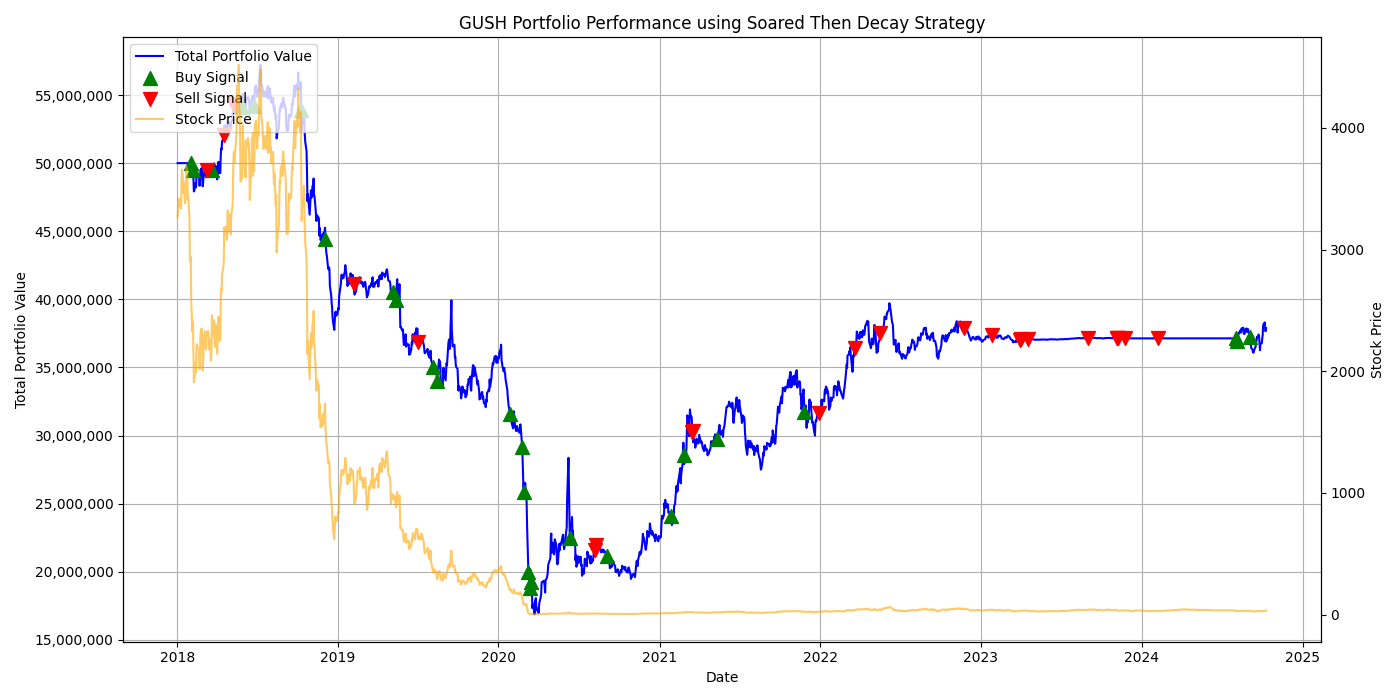 GUSH Portfolio Performance using Soared Then Decay Strategy
Total Portfolio Value
Buy Signal
Sell Signal
Stock Price
55,000,000
50,000,000
45,000,000
40,000,000
35,000,000
30,000,000
25,000,000
20,000,000
15,000,000
Total Portfolio Value
4000
3000
2000
1000
0
Stock Price
2018 2019 2020 2021 2022 2023 2024 2025
Date